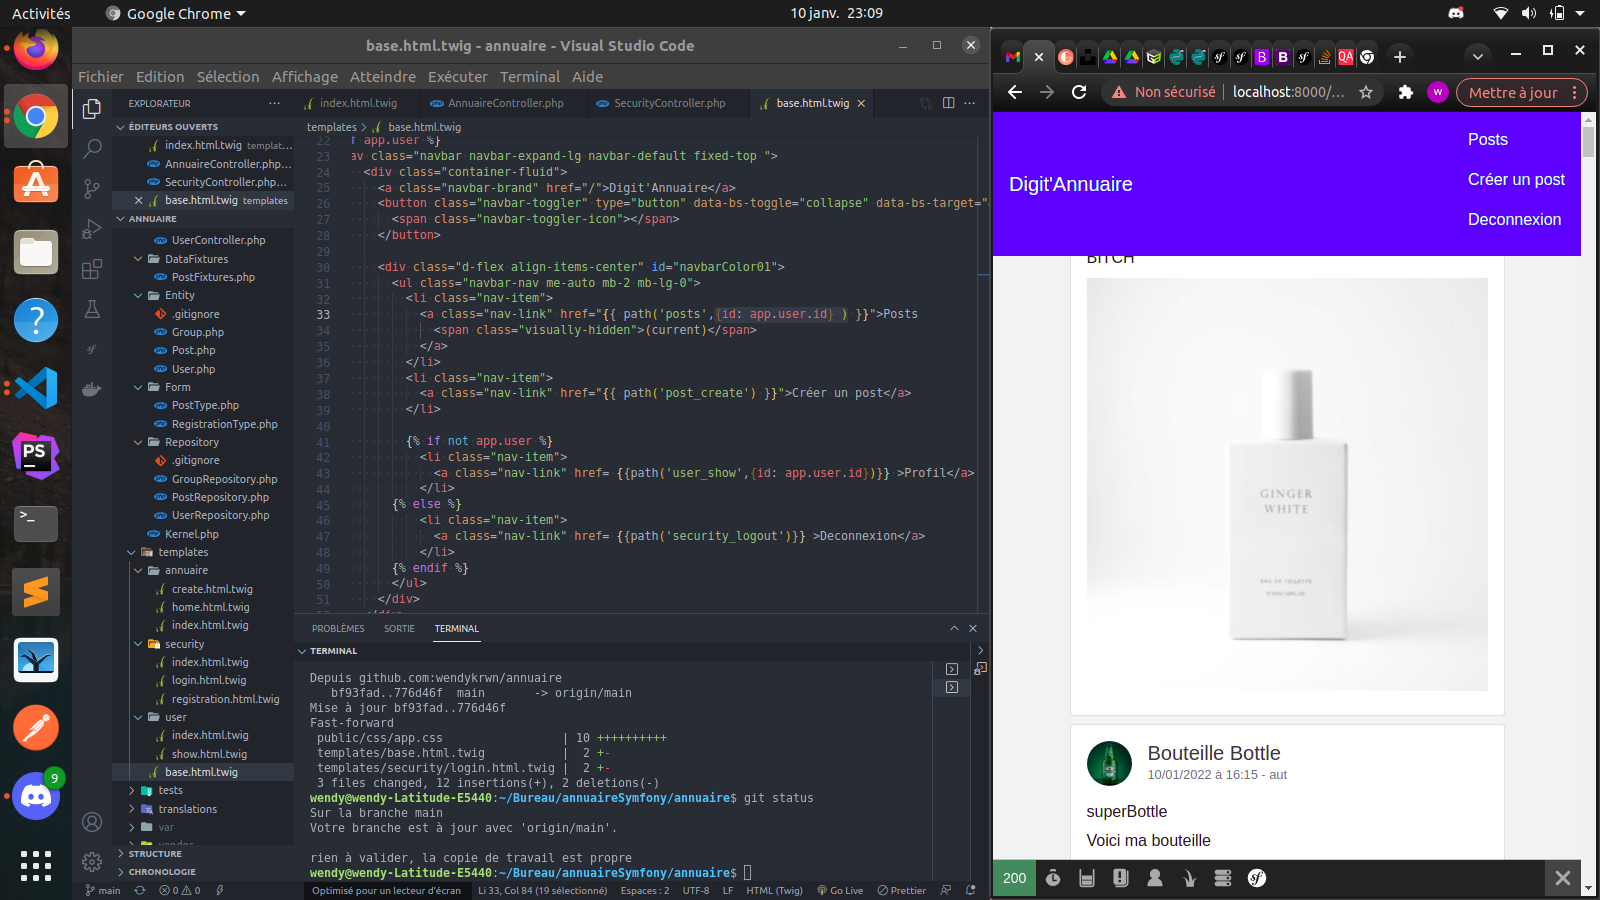 Activités
Google Chrome
10 janv. 23:09
base.html.twig - annuaire - Visual Studio Code
Fichier Edition Sélection Affichage Atteindre Exécuter Terminal Aide
EXPLORATEUR
ÉDITEURS OUVERTS
index.html.twig templat...
AnnuaireController.php...
SecurityController.php...
base.html.twig templates
ANNUAIRE
UserController.php
DataFixtures
PostFixtures.php
Entity
.gitignore
Group.php
Post.php
User.php
Form
PostType.php
RegistrationType.php
Repository
.gitignore
GroupRepository.php
PostRepository.php
UserRepository.php
Kernel.php
templates
annuaire
create.html.twig
home.html.twig
index.html.twig
security
index.html.twig
login.html.twig
registration.html.twig
user
index.html.twig
show.html.twig
base.html.twig
tests
translations
var
STRUCTURE
CHRONOLOGIE
index.html.twig AnnuaireController.php SecurityController.php base.html.twig
templates > base.html.twig
22 f app.user %}
23 av class="navbar navbar-expand-lg navbar-default fixed-top ">
24 <div class="container-fluid">
25 <a class="navbar-brand" href="/">Digit'Annuaire</a>
26 <button class="navbar-toggler" type="button" data-bs-toggle="collapse" data-bs-target="
27 <span class="navbar-toggler-icon"></span>
28 </button>
29
30 <div class="d-flex align-items-center" id="navbarColor01">
31 <ul class="navbar-nav me-auto mb-2 mb-lg-0">
32 <li class="nav-item">
33 <a class="nav-link" href="{{ path('posts',{id: app.user.id} ) }}">Posts
34 <span class="visually-hidden">(current)</span>
35 </a>
36 </li>
37 <li class="nav-item">
38 <a class="nav-link" href="{{ path('post_create') }}">Créer un post</a>
39 </li>
40
41 {% if not app.user %}
42 <li class="nav-item">
43 <a class="nav-link" href= {{path('user_show',{id: app.user.id})}} >Profil</a>
44 </li>
45 {% else %}
46 <li class="nav-item">
47 <a class="nav-link" href= {{path('security_logout')}} >Deconnexion</a>
48 </li>
49 {% endif %}
50 </ul>
51 </div>
PROBLÈMES SORTIE TERMINAL
TERMINAL
Depuis github.com:wendykrwn/annuaire
bf93fad..776d46f main -> origin/main
Mise à jour bf93fad..776d46f
Fast-forward
public/css/app.css | 10 ++++++++++
templates/base.html.twig | 2 +-
templates/security/login.html.twig | 2 +-
3 files changed, 12 insertions(+), 2 deletions(-)
wendy@wendy-Latitude-E5440:~/Bureau/annuaireSymfony/annuaire$ git status
Sur la branche main
Votre branche est à jour avec 'origin/main'.
rien à valider, la copie de travail est propre
wendy@wendy-Latitude-E5440:~/Bureau/annuaireSymfony/annuaire$
main 0 0 Optimisé pour un lecteur d'écran Li 33, Col 84 (19 sélectionné) Espaces : 2 UTF-8 LF HTML (Twig) Go Live Prettier
PS
9
QA
Non sécurisé localhost:8000/... W Mettre à jour
Digit'Annuaire
Posts
Créer un post
Deconnexion
BITCH
GINGER
WHITE
EAU DE TOILETTE
Bouteille Bottle
10/01/2022 à 16:15 - aut
superBottle
Voici ma bouteille
200